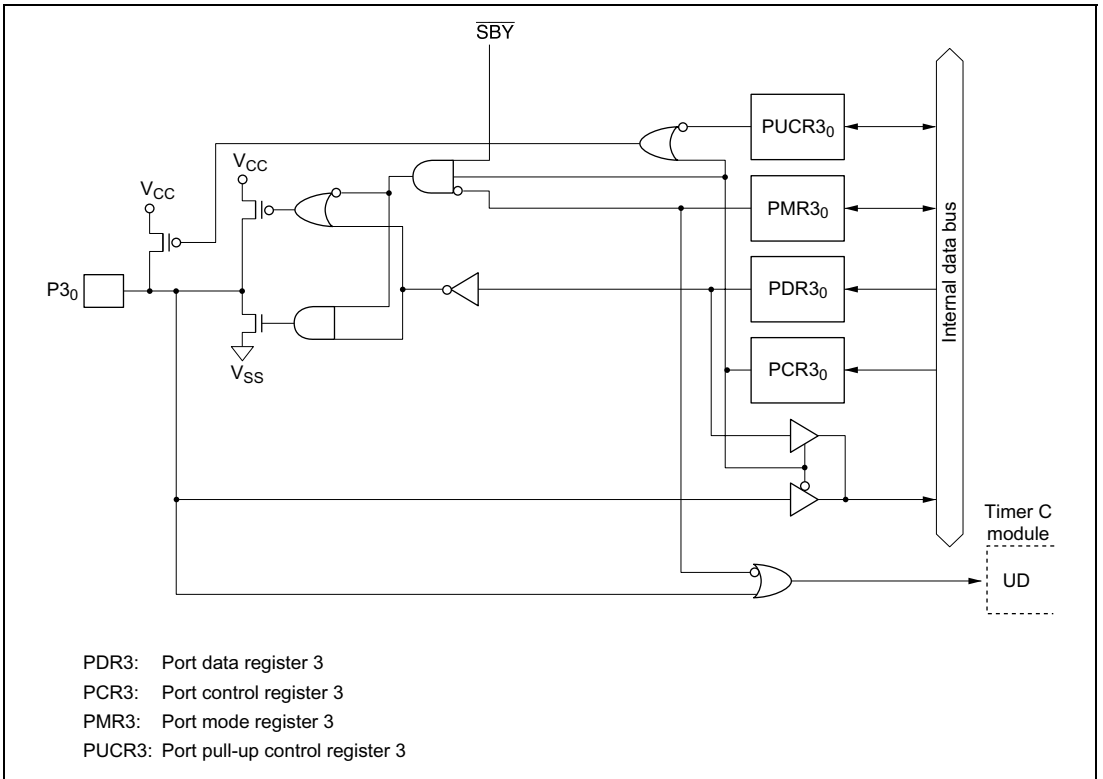 SBY
PUCR3₀
V_CC
V_CC
PMR3₀
P3₀
PDR3₀
Internal data bus
V_SS
PCR3₀
Timer C
module
UD
PDR3: Port data register 3
PCR3: Port control register 3
PMR3: Port mode register 3
PUCR3: Port pull-up control register 3